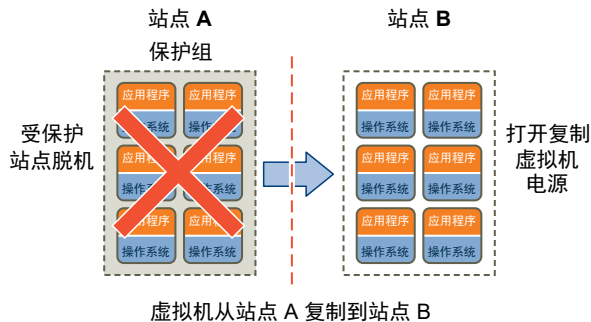 站点 A
站点 B
保护组
应用程序 应用程序
操作系统 操作系统
应用程序 应用程序
操作系统 操作系统
应用程序 应用程序
操作系统 操作系统
受保护
站点脱机
应用程序 应用程序
操作系统 操作系统
应用程序 应用程序
操作系统 操作系统
应用程序 应用程序
操作系统 操作系统
打开复制
虚拟机
电源
虚拟机从站点 A 复制到站点 B